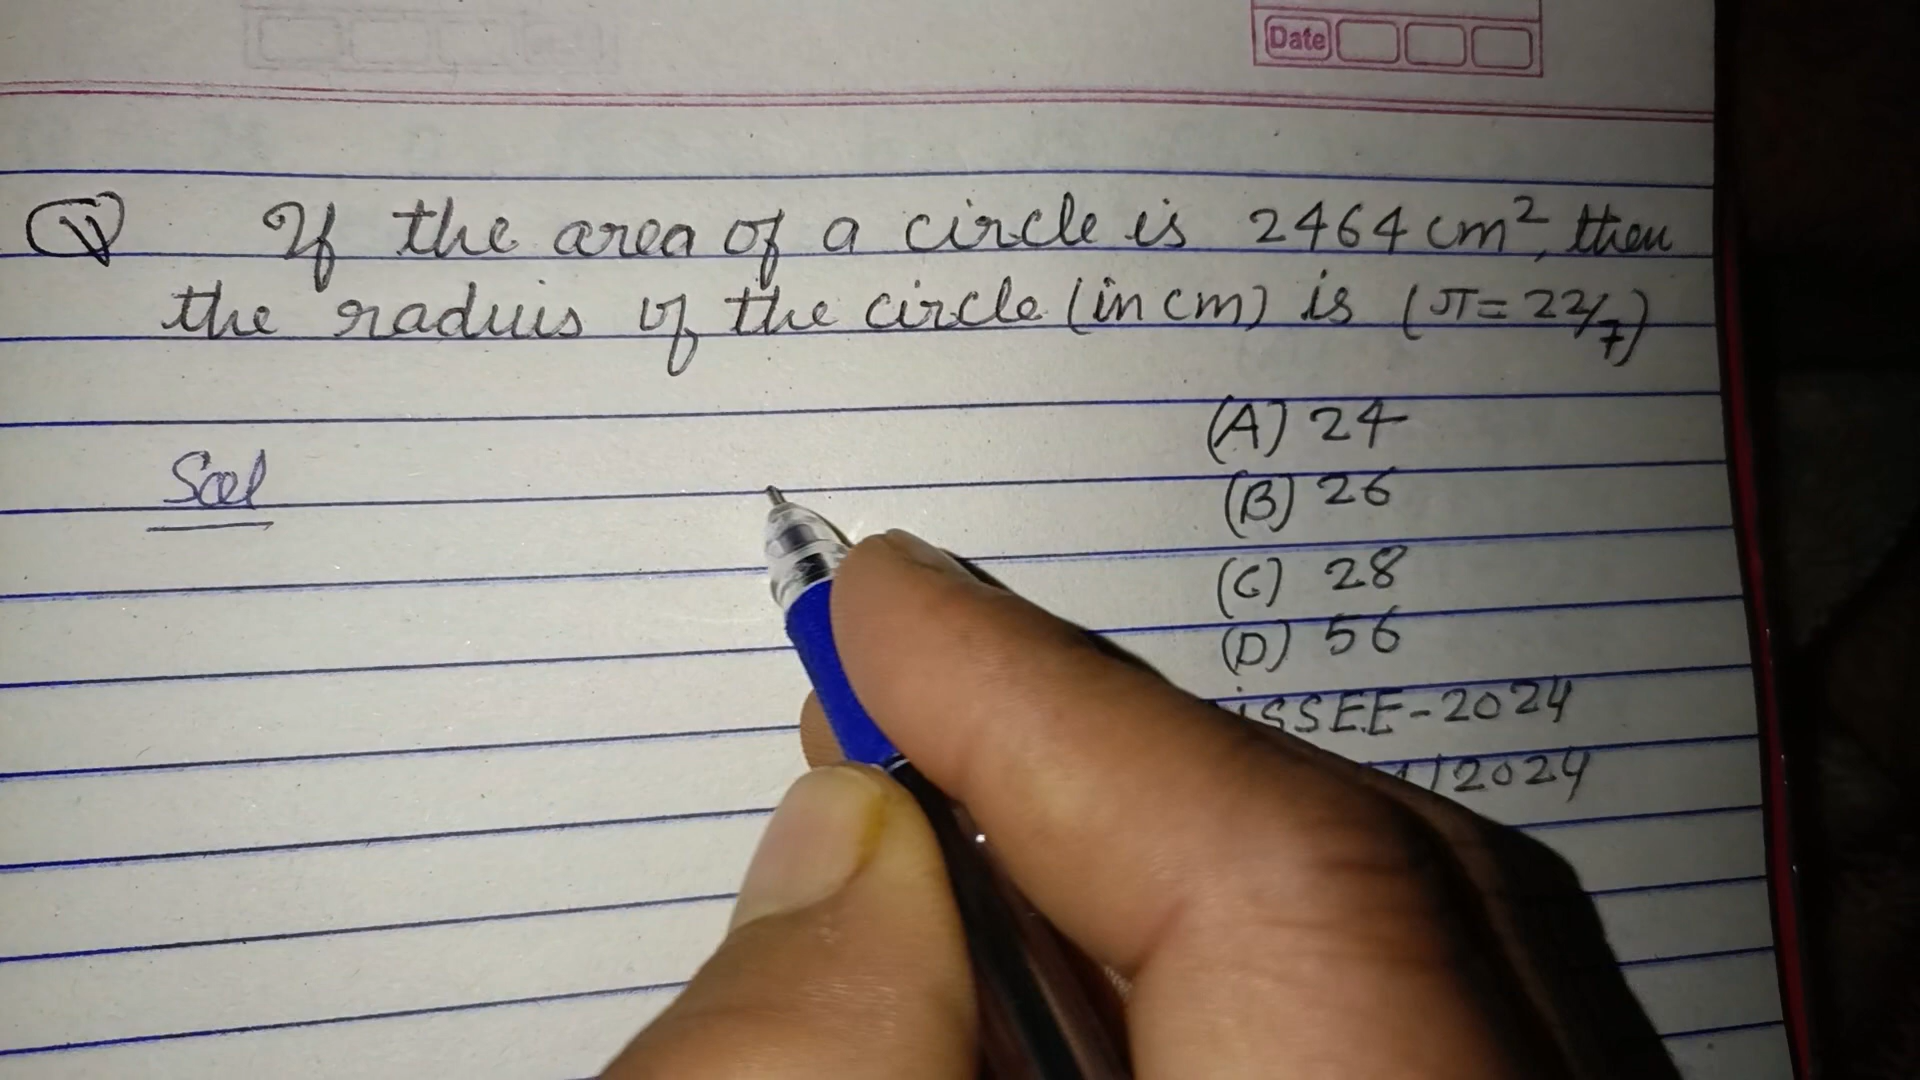 Date
Q If the area of a circle is 2464 cm², then
the radius of the circle (in cm) is (π = 22/7)
(A) 24
Sol
(B) 26
(C) 28
(D) 56
AISSEE-2024
/2024